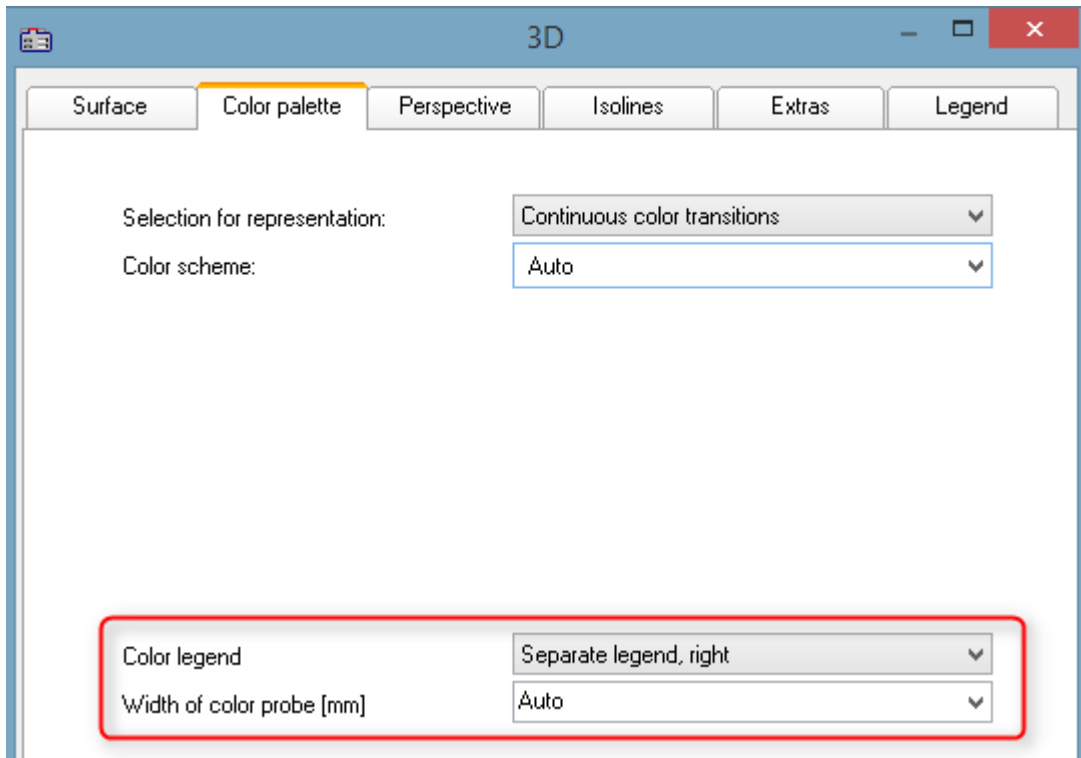 3D
Surface Color palette Perspective Isolines Extras Legend
Selection for representation: Continuous color transitions
Color scheme: Auto
Color legend Separate legend, right
Width of color probe [mm] Auto